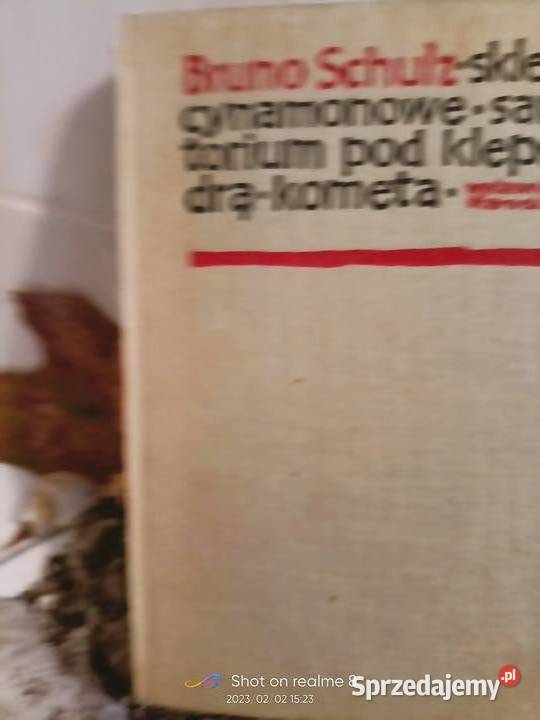 Bruno Schulz·skle
cynamonowe·sa
torium pod klep
drą·kometa·
Shot on realme 8
2023/02/02 15:23
Sprzedajemy.pl